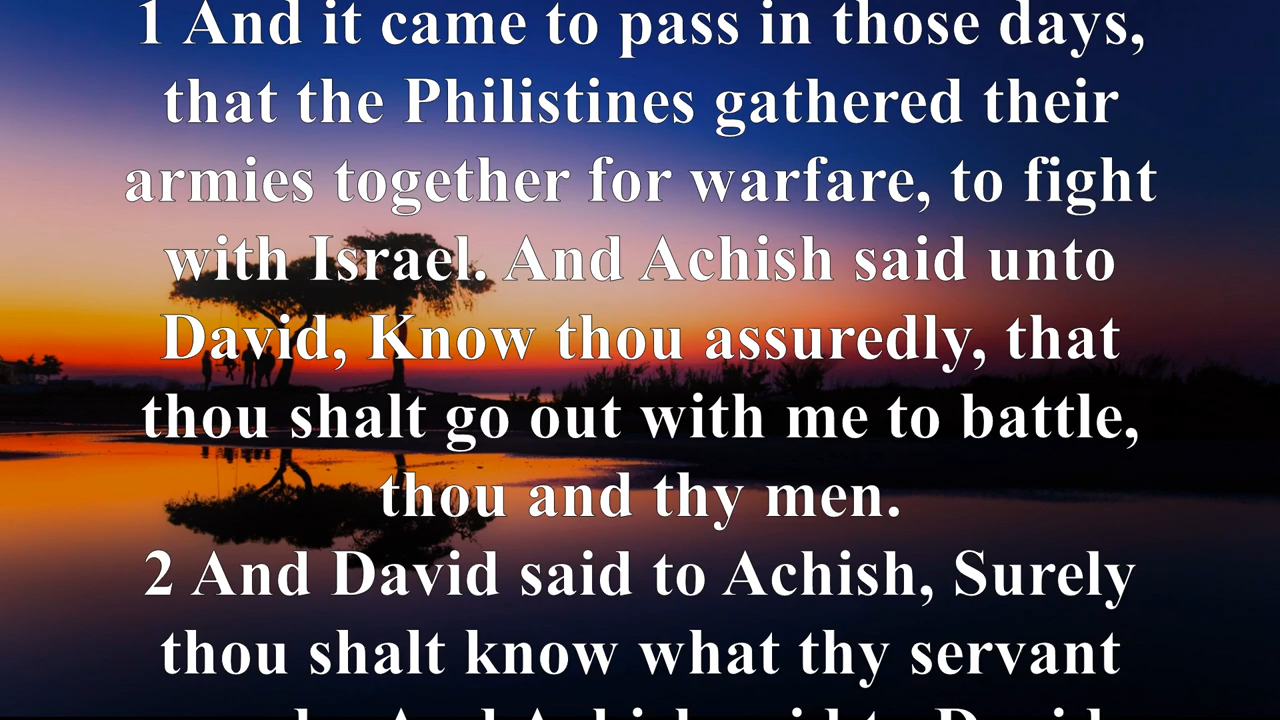 1 And it came to pass in those days,
that the Philistines gathered their
armies together for warfare, to fight
with Israel. And Achish said unto
David, Know thou assuredly, that
thou shalt go out with me to battle,
thou and thy men.
2 And David said to Achish, Surely
thou shalt know what thy servant